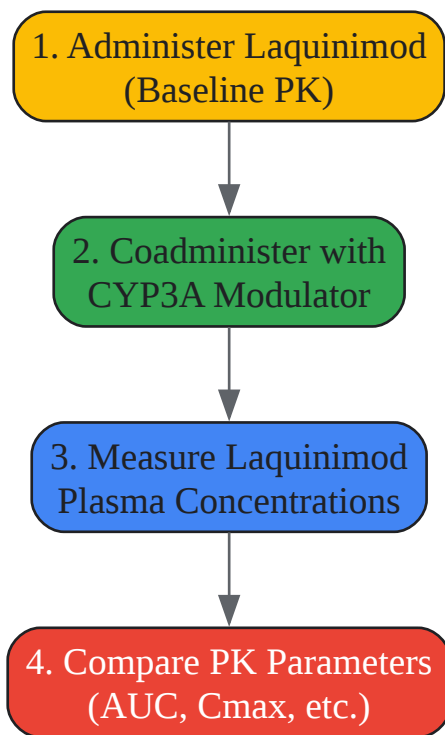 1. Administer Laquinimod
(Baseline PK)
2. Coadminister with
CYP3A Modulator
3. Measure Laquinimod
Plasma Concentrations
4. Compare PK Parameters
(AUC, Cmax, etc.)